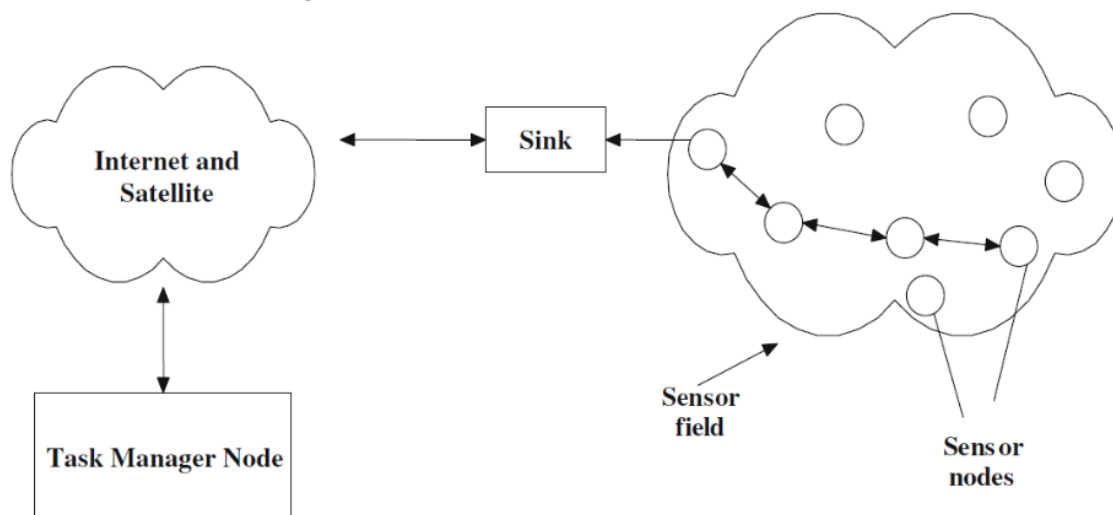 Internet and
Satellite
Sink
Sensor
field
Sensor
nodes
Task Manager Node